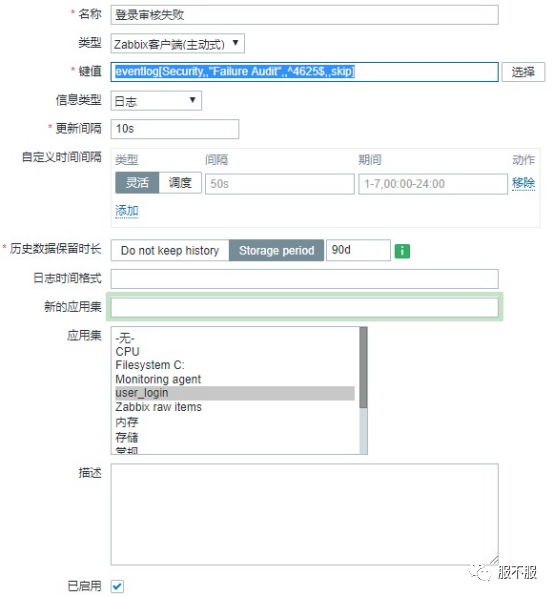 * 名称 登录审核失败
类型 Zabbix客户端(主动式)
* 键值 eventlog[Security,,"Failure Audit",,^4625$,,skip] 选择
信息类型 日志
* 更新间隔 10s
自定义时间间隔 类型 间隔 期间 动作
灵活 调度 50s 1-7,00:00-24:00 移除
添加
* 历史数据保留时长 Do not keep history Storage period 90d i
日志时间格式
新的应用集
应用集 -无-
CPU
Filesystem C:
Monitoring agent
user_login
Zabbix raw items
内存
存储
常规
描述
服不服
已启用